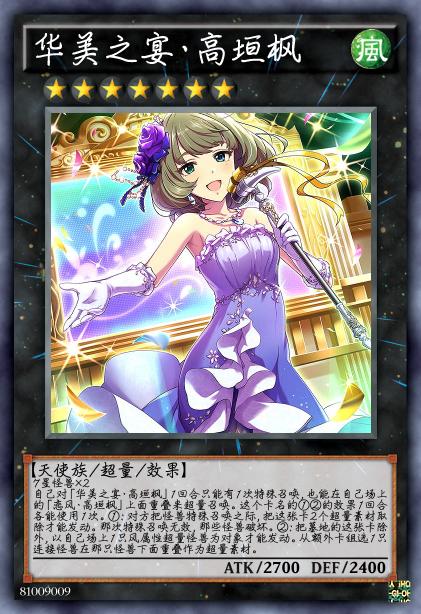 华美之宴·高垣枫
風
【天使族/超量/效果】
7星怪兽×2
自己对「华美之宴·高垣枫」1回合只能有1次特殊召唤，也能在自己场上
的「恋风·高垣枫」上面重叠来超量召唤。这个卡名的①②的效果1回合
各能使用1次。①：对方把怪兽特殊召唤之际，把这张卡2个超量素材取
除才能发动。那次特殊召唤无效，那些怪兽破坏。②：把墓地的这张卡除
外，以自己场上1只风属性超量怪兽为对象才能发动。从额外卡组选1只
连接怪兽在那只怪兽下面重叠作为超量素材。
ATK/2700 DEF/2400
81009009